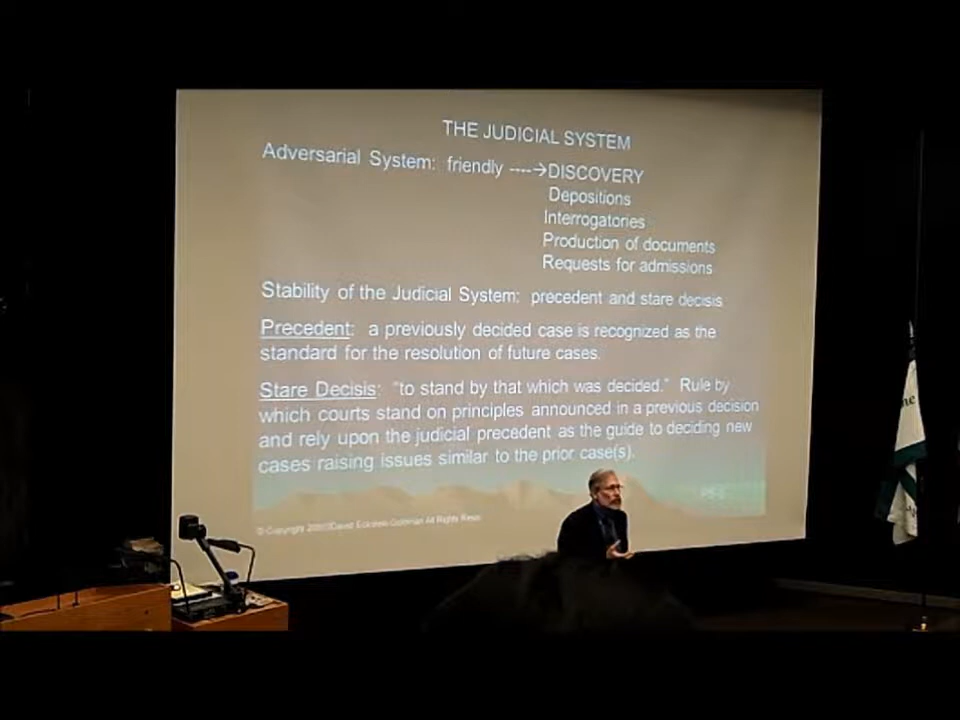 THE JUDICIAL SYSTEM
Adversarial System: friendly ----→DISCOVERY
Depositions
Interrogatories
Production of documents
Requests for admissions
Stability of the Judicial System: precedent and stare decisis
Precedent: a previously decided case is recognized as the
standard for the resolution of future cases.
Stare Decisis: "to stand by that which was decided." Rule by
which courts stand on principles announced in a previous decision
and rely upon the judicial precedent as the guide to deciding new
cases raising issues similar to the prior case(s).
© Copyright All Rights